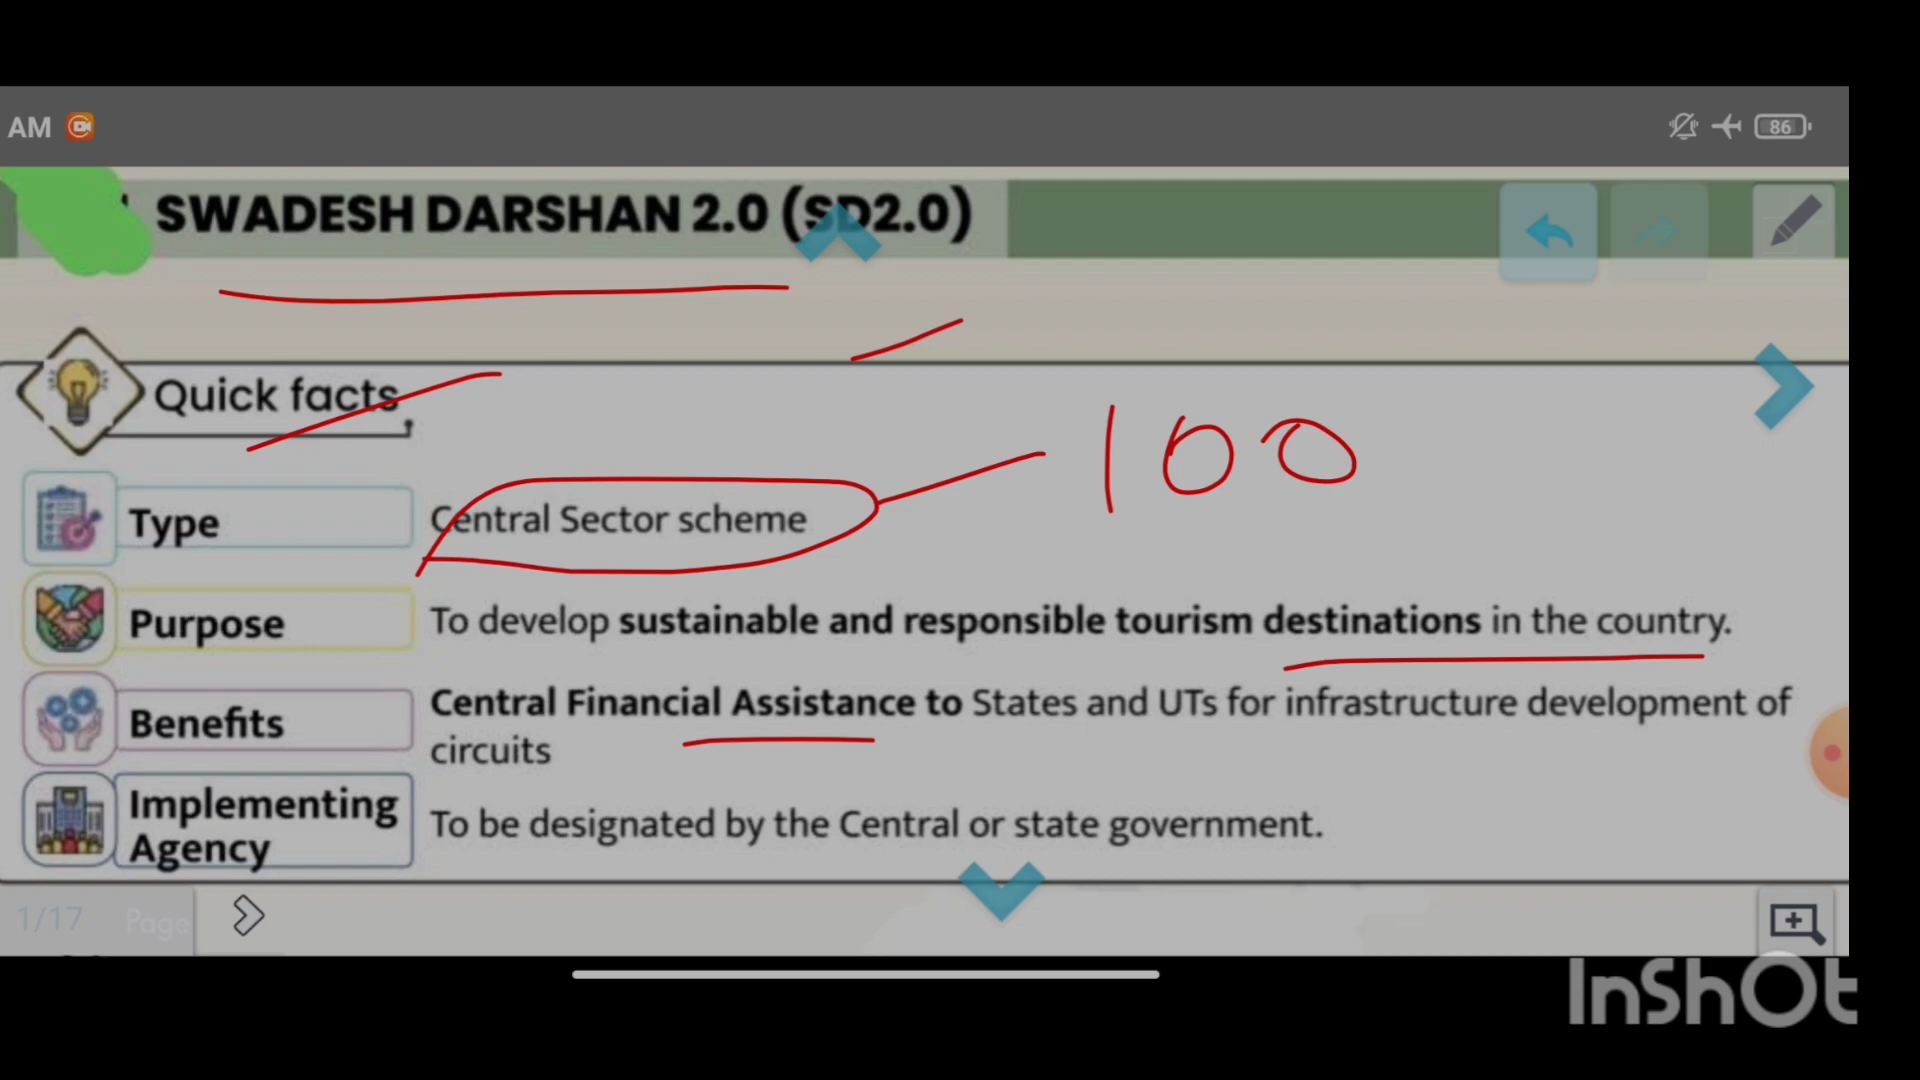 AM
86
SWADESH DARSHAN 2.0 (SD2.0)
Quick facts
100
Type
Central Sector scheme
Purpose
To develop sustainable and responsible tourism destinations in the country.
Benefits
Central Financial Assistance to States and UTs for infrastructure development of
circuits
Implementing
Agency
To be designated by the Central or state government.
1/17 Page
InShOt